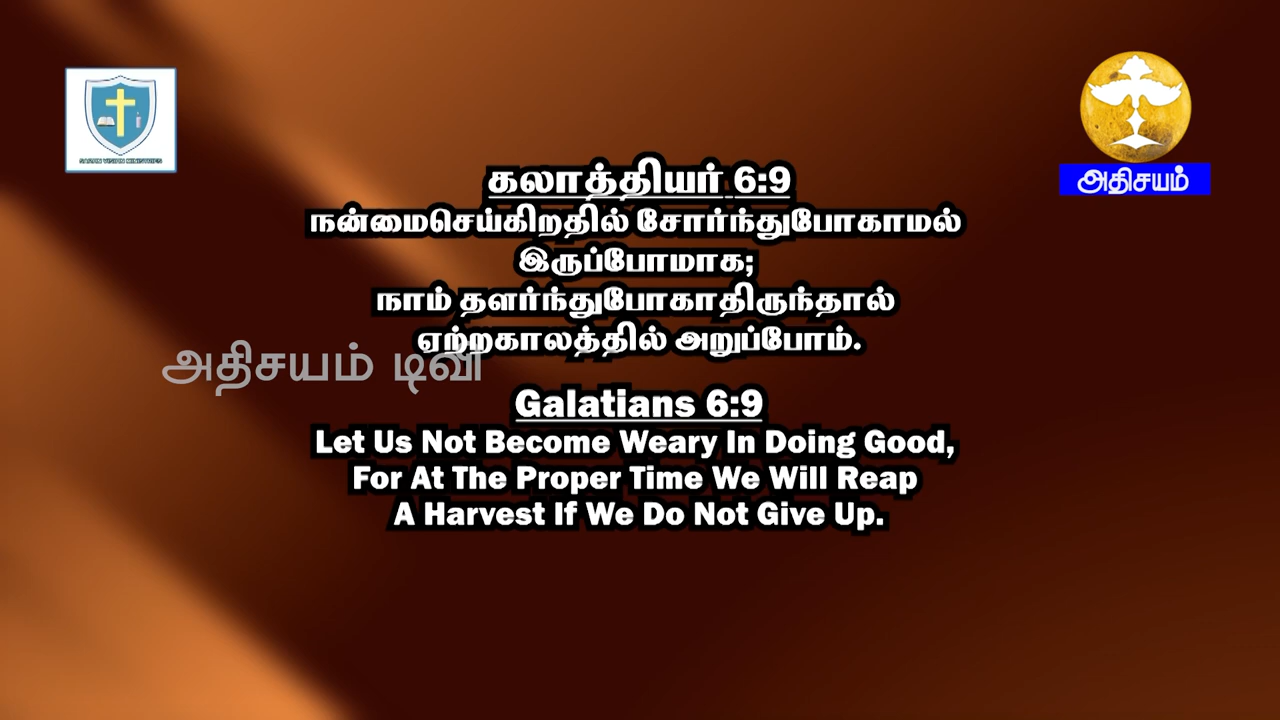 கலாத்தியர் 6:9
நன்மைசெய்கிறதில் சோர்ந்துபோகாமல்
இருப்போமாக;
நாம் தளர்ந்துபோகாதிருந்தால்
ஏற்றகாலத்தில் அறுப்போம்.
அதிசயம் டிவி
Galatians 6:9
Let Us Not Become Weary In Doing Good,
For At The Proper Time We Will Reap
A Harvest If We Do Not Give Up.
அதிசயம்